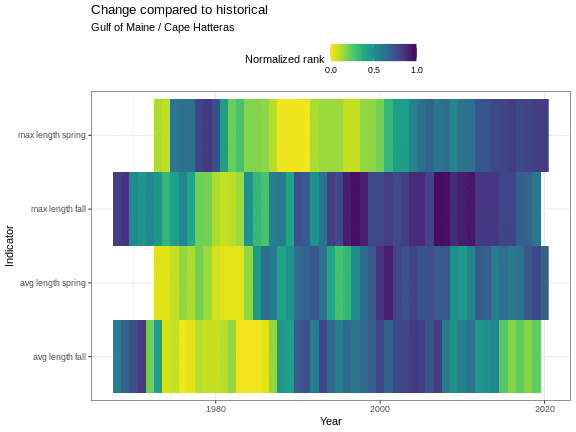 Change compared to historical
Gulf of Maine / Cape Hatteras
Normalized rank
0.0 0.5 1.0
max length spring
max length fall
avg length spring
avg length fall
Indicator
1980 2000 2020
Year